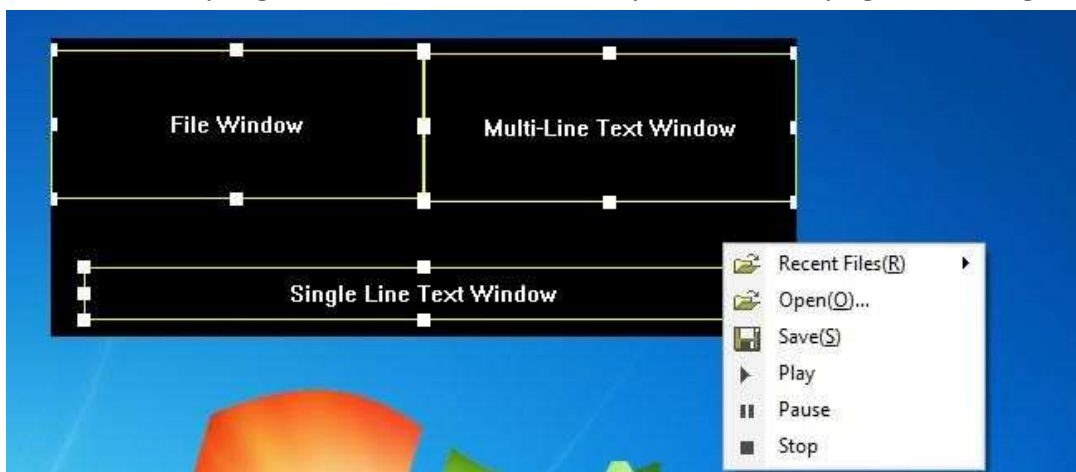 File Window
Multi-Line Text Window
Single Line Text Window
Recent Files(R)
Open(O)...
Save(S)
Play
Pause
Stop